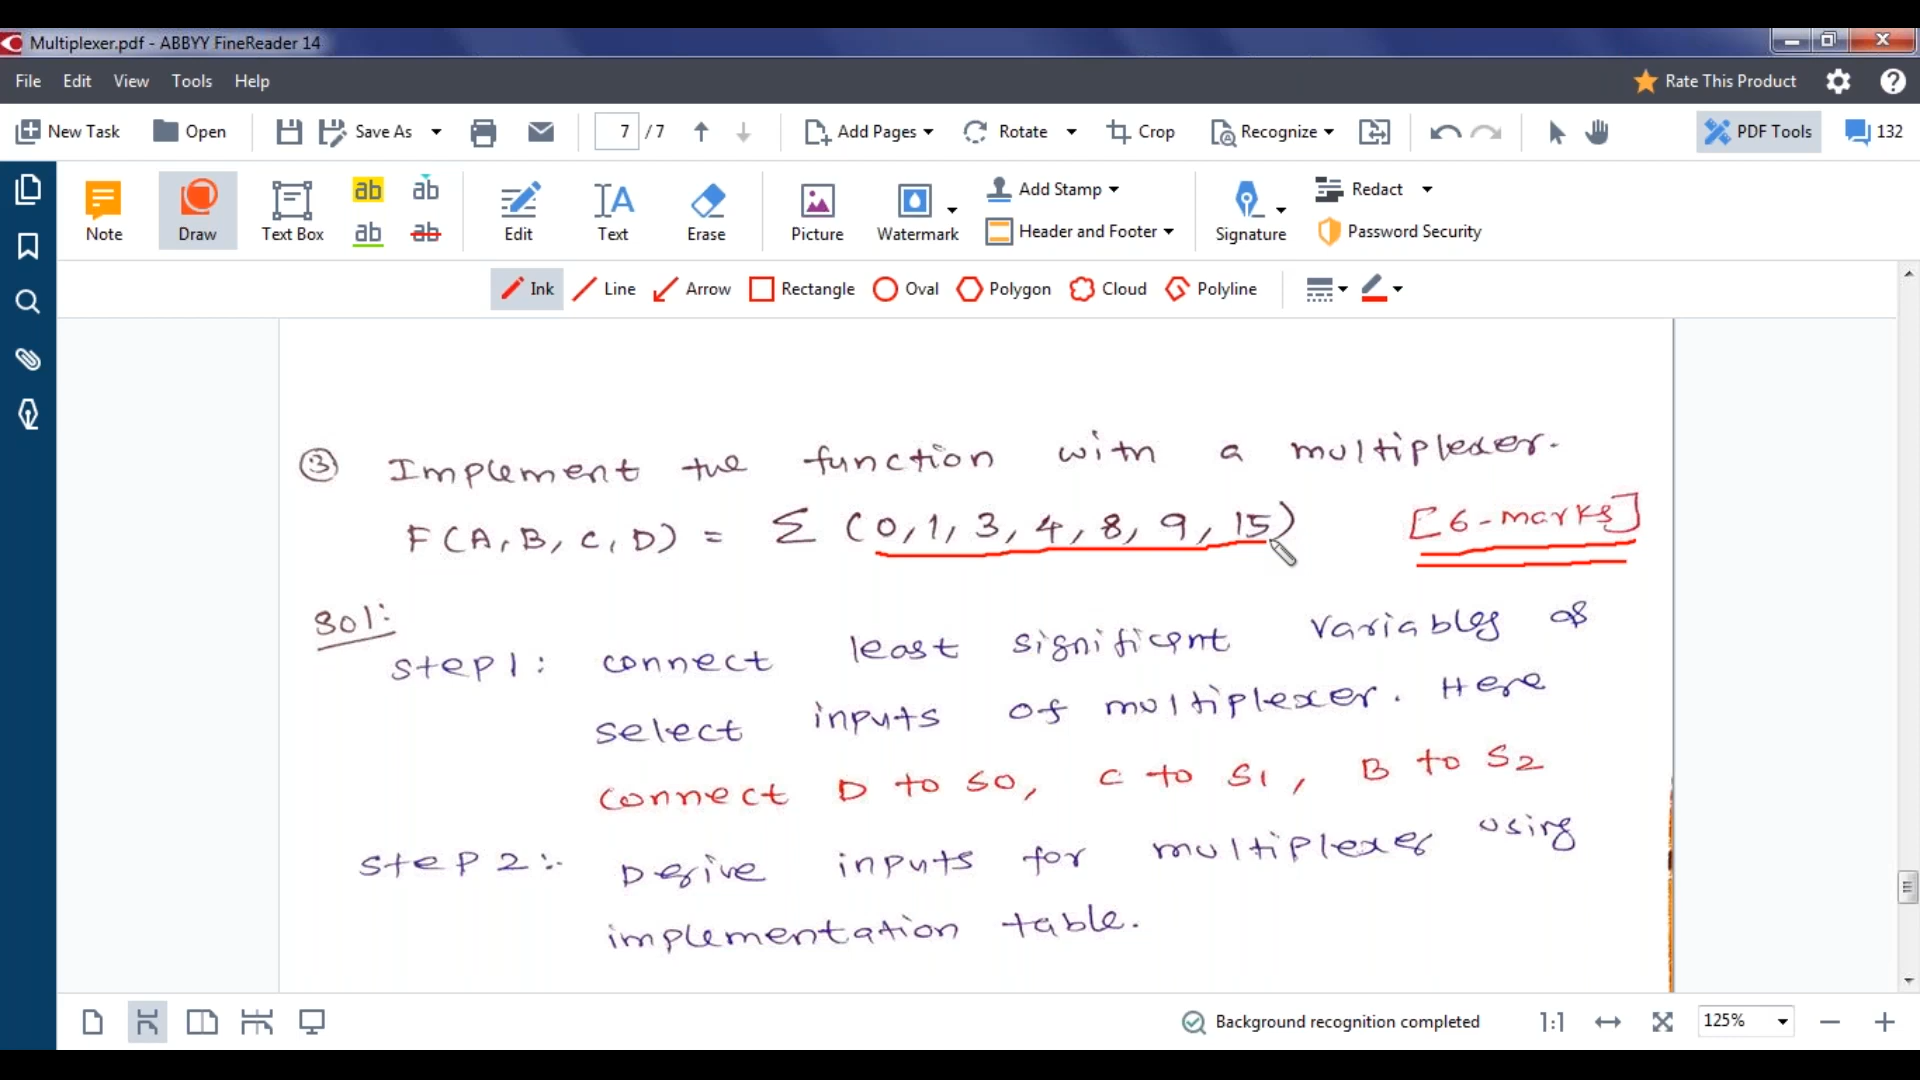 Multiplexer.pdf - ABBYY FineReader 14
File Edit View Tools Help Rate This Product
New Task Open Save As 7 / 7 Add Pages Rotate Crop Recognize PDF Tools 132
Note Draw Text Box ab ab ab ab Edit Text Erase Picture Watermark Add Stamp Header and Footer Signature Redact Password Security
Ink Line Arrow Rectangle Oval Polygon Cloud Polyline
③ Implement the function with a multiplexer.
F(A, B, C, D) = Σ (0, 1, 3, 4, 8, 9, 15) [6-marks]
Sol:
Step1: connect least significant variables as
select inputs of multiplexer. Here
connect D to S0, C to S1, B to S2
Step 2:- Derive inputs for multiplexer using
implementation table.
Background recognition completed 1:1 125%